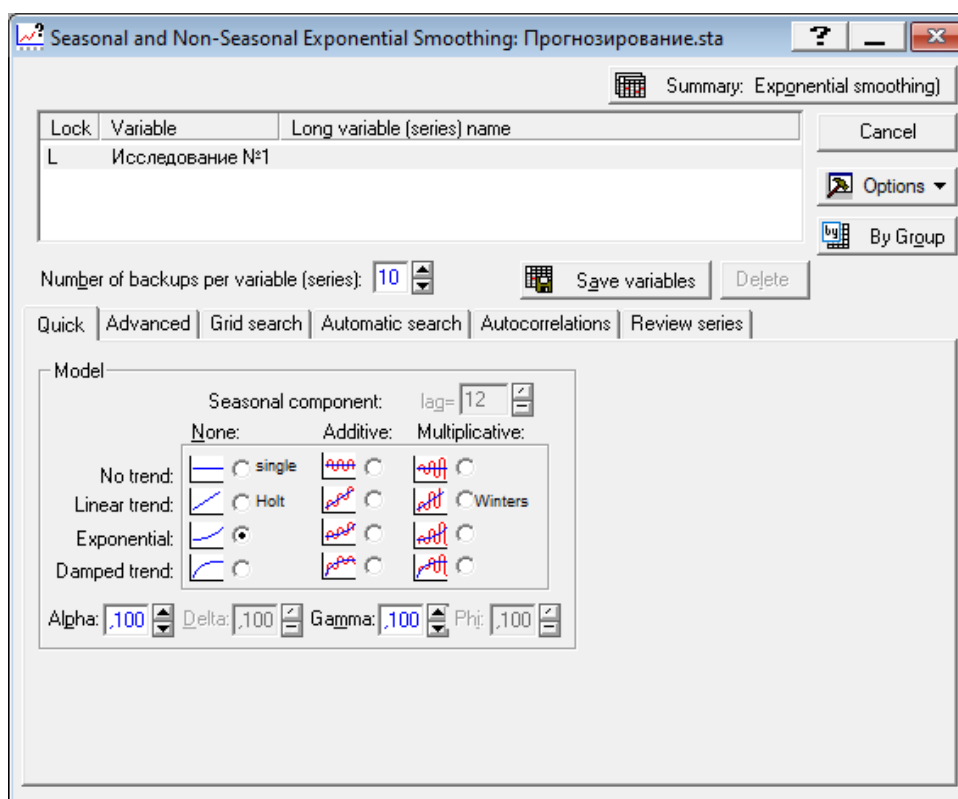 Seasonal and Non-Seasonal Exponential Smoothing: Прогнозирование.sta ?
Summary: Exponential smoothing)
Lock Variable Long variable (series) name
L Исследование №1
Cancel
Options
By Group
Number of backups per variable (series): 10 Save variables Delete
Quick Advanced Grid search Automatic search Autocorrelations Review series
Model
Seasonal component: lag= 12
None: Additive: Multiplicative:
No trend: single
Linear trend: Holt Winters
Exponential:
Damped trend:
Alpha: ,100 Delta: ,100 Gamma: ,100 Phi: ,100